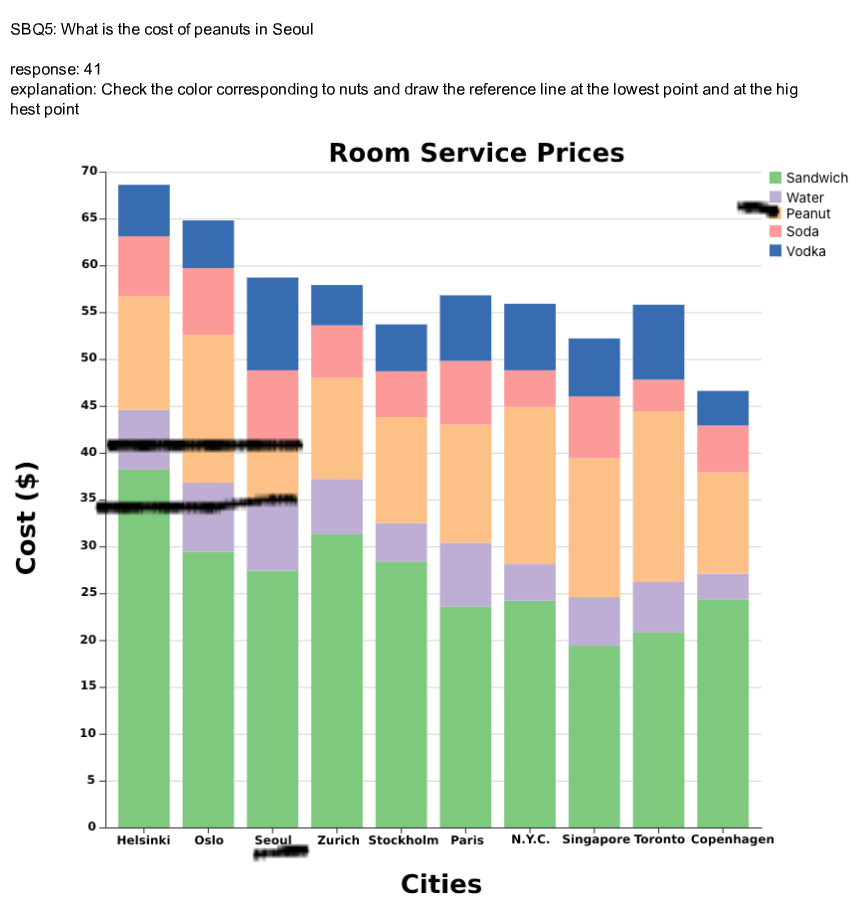 SBQ5: What is the cost of peanuts in Seoul
response: 41
explanation: Check the color corresponding to nuts and draw the reference line at the lowest point and at the hig
hest point
Room Service Prices
Sandwich
Water
Peanut
Soda
Vodka
70
65
60
55
50
45
40
35
30
25
20
15
10
5
0
Cost ($)
Helsinki Oslo Seoul Zurich Stockholm Paris N.Y.C. Singapore Toronto Copenhagen
Cities